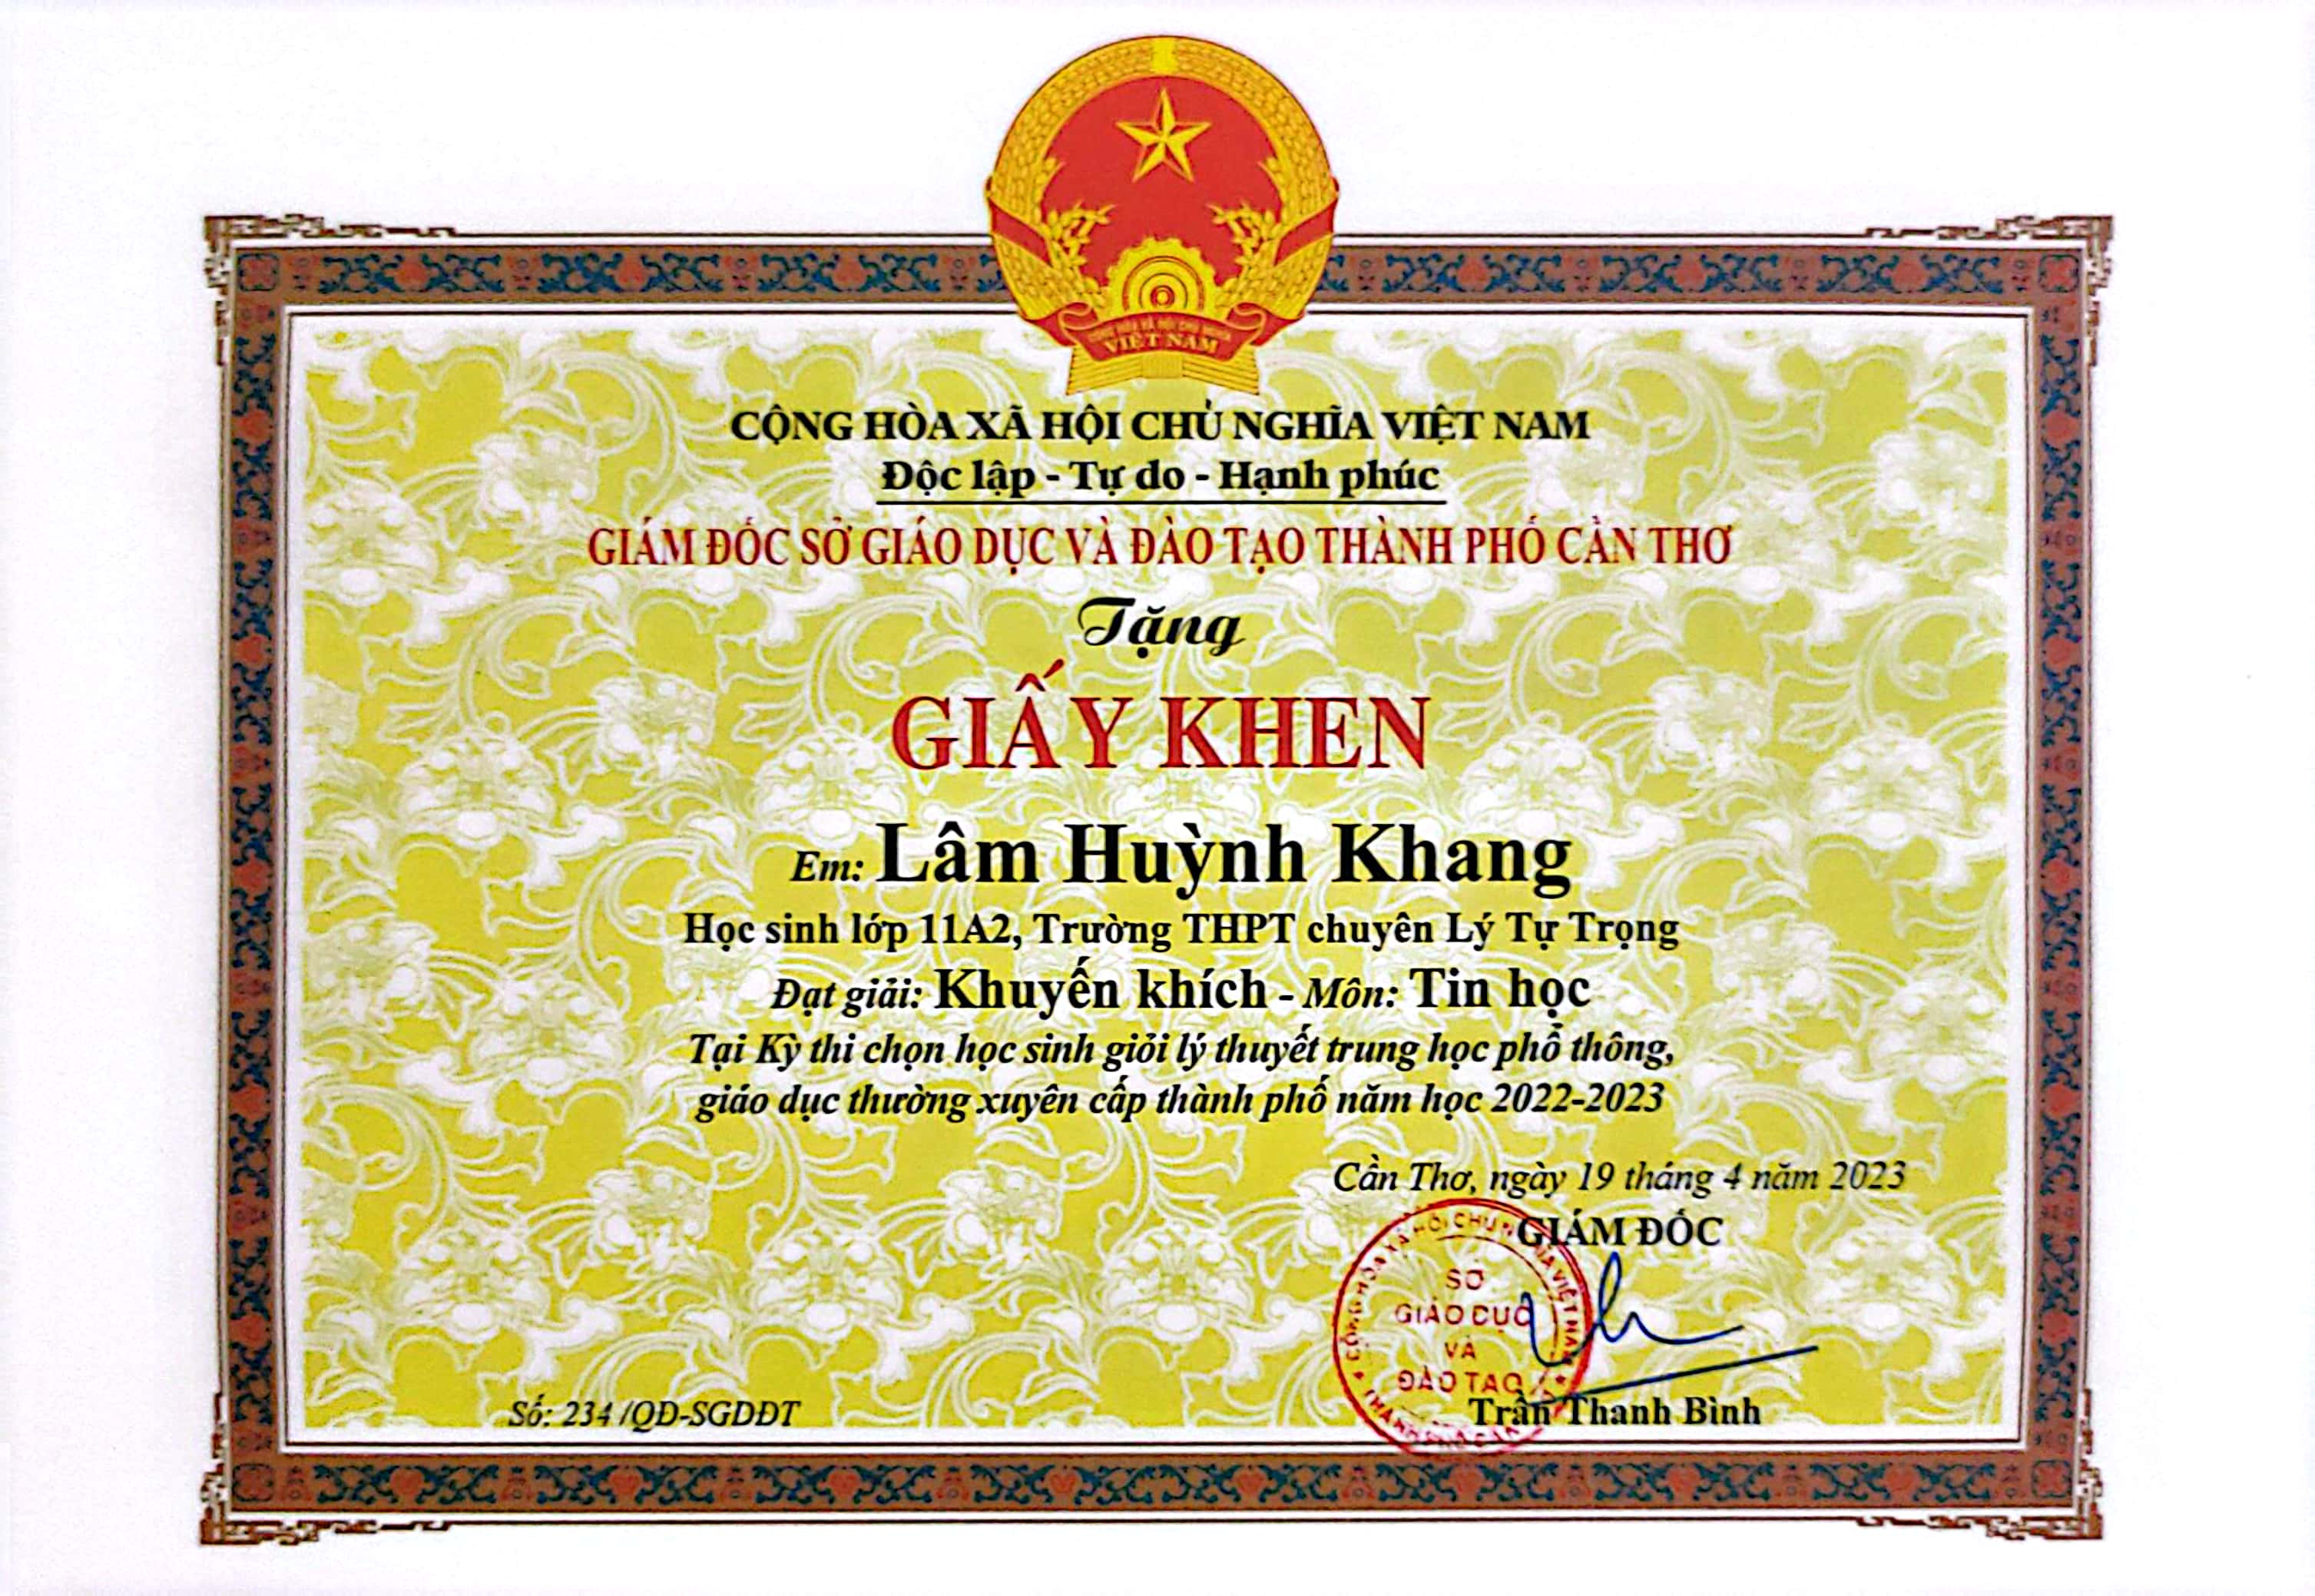 VIỆT NAM
CỘNG HÒA XÃ HỘI CHỦ NGHĨA VIỆT NAM
Độc lập - Tự do - Hạnh phúc
GIÁM ĐỐC SỞ GIÁO DỤC VÀ ĐÀO TẠO THÀNH PHỐ CẦN THƠ
Tặng
GIẤY KHEN
Em: Lâm Huỳnh Khang
Học sinh lớp 11A2, Trường THPT chuyên Lý Tự Trọng
Đạt giải: Khuyến khích - Môn: Tin học
Tại Kỳ thi chọn học sinh giỏi lý thuyết trung học phổ thông,
giáo dục thường xuyên cấp thành phố năm học 2022-2023
Cần Thơ, ngày 19 tháng 4 năm 2023
GIÁM ĐỐC
SỞ
GIÁO DỤC
VÀ
ĐÀO TẠO
Trần Thanh Bình
Số: 234 /QĐ-SGDĐT